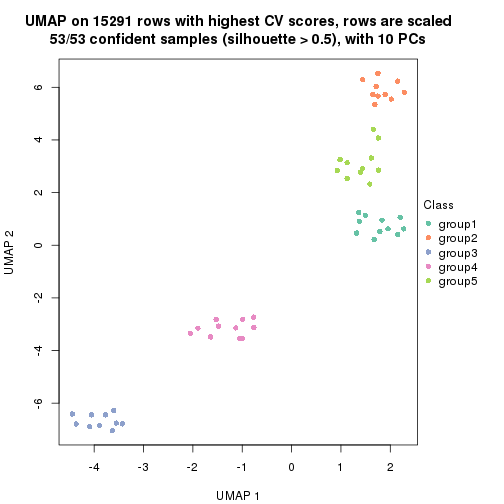 UMAP on 15291 rows with highest CV scores, rows are scaled
53/53 confident samples (silhouette > 0.5), with 10 PCs
6
4
2
0
-2
-4
-6
UMAP 2
-4
-3
-2
-1
0
1
2
UMAP 1
Class
group1
group2
group3
group4
group5